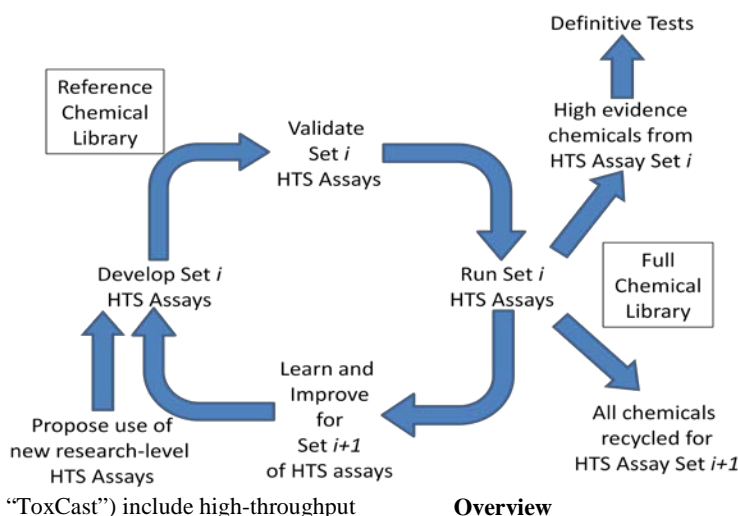 Definitive Tests
High evidence
chemicals from
HTS Assay Set i
Reference
Chemical
Library
Validate
Set i
HTS Assays
Develop Set i
HTS Assays
Run Set i
HTS Assays
Full
Chemical
Library
Learn and
Improve
for
Set i+1
of HTS assays
Propose use of
new research-level
HTS Assays
All chemicals
recycled for
HTS Assay Set i+1
“ToxCast”) include high-throughput
Overview